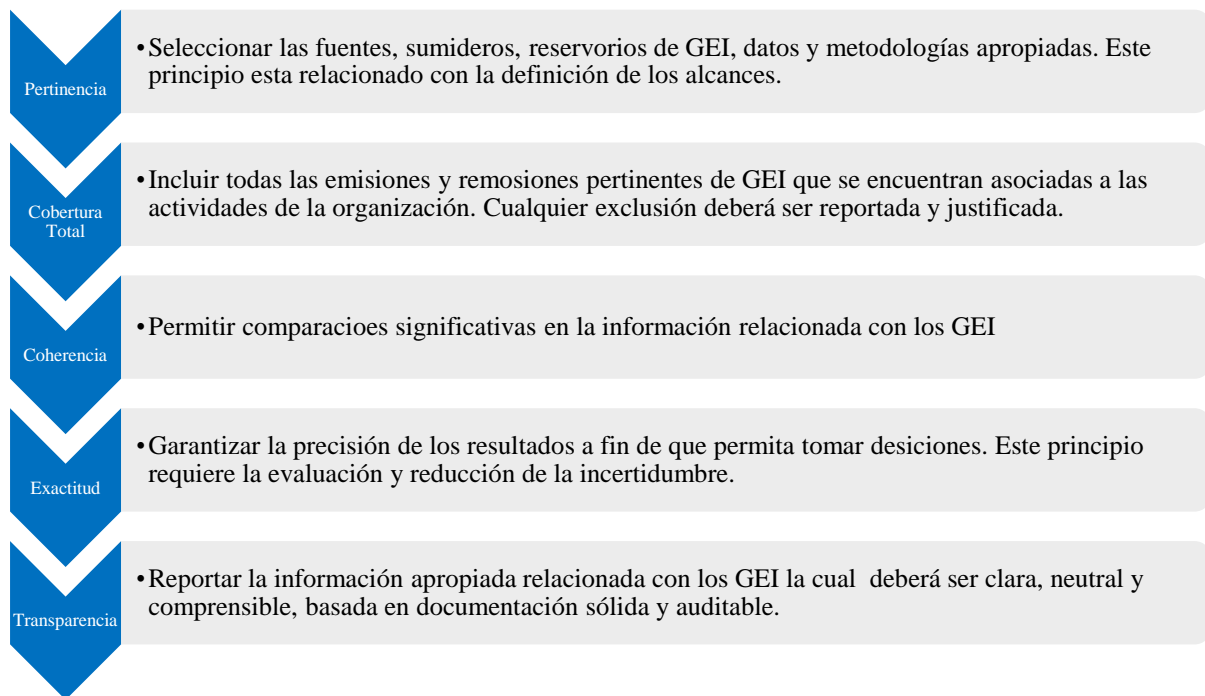 Pertinencia
•Seleccionar las fuentes, sumideros, reservorios de GEI, datos y metodologías apropiadas. Este
principio esta relacionado con la definición de los alcances.
Cobertura
Total
•Incluir todas las emisiones y remosiones pertinentes de GEI que se encuentran asociadas a las
actividades de la organización. Cualquier exclusión deberá ser reportada y justificada.
Coherencia
•Permitir comparacioes significativas en la información relacionada con los GEI
Exactitud
•Garantizar la precisión de los resultados a fin de que permita tomar desiciones. Este principio
requiere la evaluación y reducción de la incertidumbre.
Transparencia
•Reportar la información apropiada relacionada con los GEI la cual  deberá ser clara, neutral y
comprensible, basada en documentación sólida y auditable.